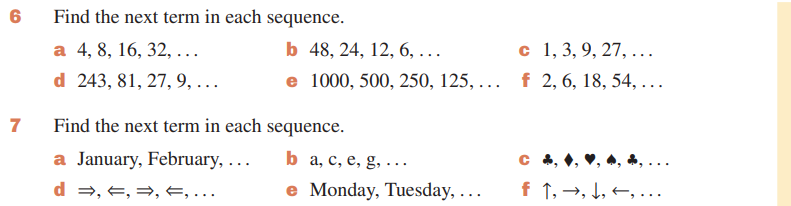 6 Find the next term in each sequence.
a 4, 8, 16, 32, ... b 48, 24, 12, 6, ... c 1, 3, 9, 27, ...
d 243, 81, 27, 9, ... e 1000, 500, 250, 125, ... f 2, 6, 18, 54, ...
7 Find the next term in each sequence.
a January, February, ... b a, c, e, g, ... c ♣, ♦, ♥, ♠, ♣, ...
d ⇒, ⇐, ⇒, ⇐, ... e Monday, Tuesday, ... f ↑, →, ↓, ←, ...